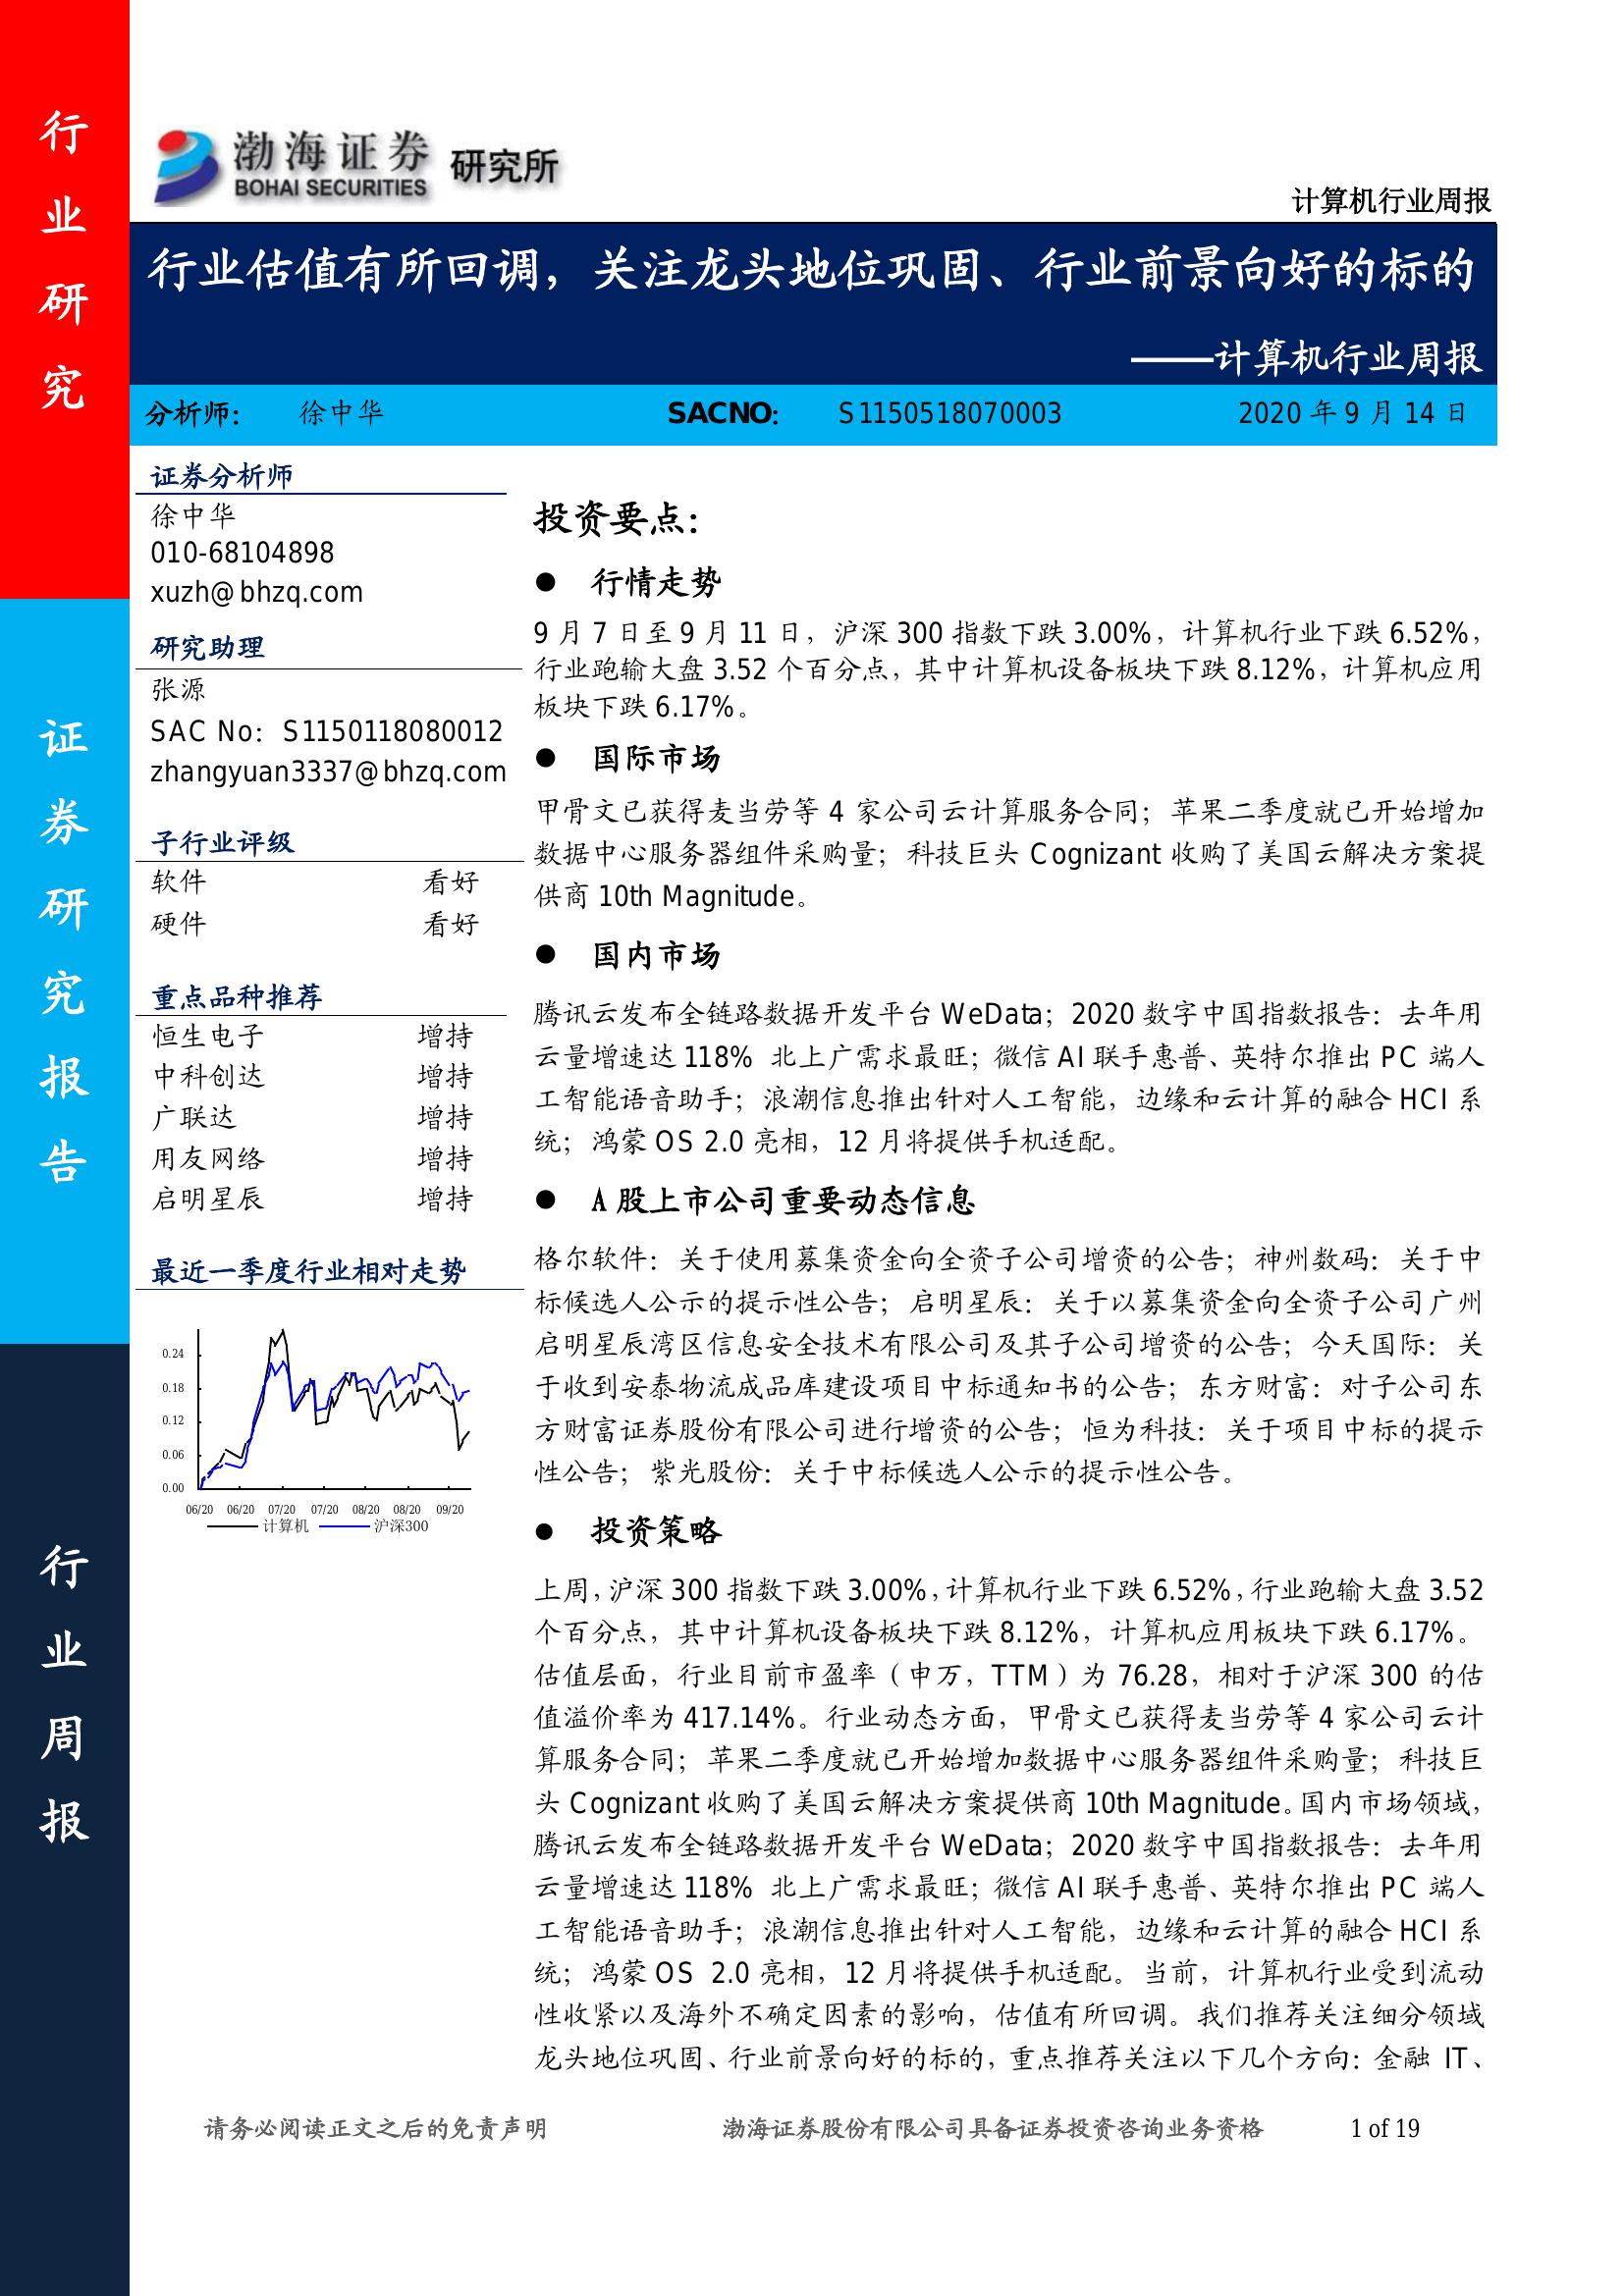 行业研究
证券研究报告
行业周报
渤海证券
BOHAI SECURITIES
研究所
计算机行业周报
行业估值有所回调，关注龙头地位巩固、行业前景向好的标的
——计算机行业周报
分析师： 徐中华 SACNO： S1150518070003 2020 年 9 月 14 日
证券分析师
徐中华
010-68104898
xuzh@bhzq.com
研究助理
张源
SAC No：S1150118080012
zhangyuan3337@bhzq.com
子行业评级
软件 看好
硬件 看好
重点品种推荐
恒生电子 增持
中科创达 增持
广联达 增持
用友网络 增持
启明星辰 增持
最近一季度行业相对走势
0.24
0.18
0.12
0.06
0.00
06/20 06/20 07/20 07/20 08/20 08/20 09/20
计算机 沪深300
投资要点：
● 行情走势
9 月 7 日至 9 月 11 日，沪深 300 指数下跌 3.00%，计算机行业下跌 6.52%，
行业跑输大盘 3.52 个百分点，其中计算机设备板块下跌 8.12%，计算机应用
板块下跌 6.17%。
● 国际市场
甲骨文已获得麦当劳等 4 家公司云计算服务合同；苹果二季度就已开始增加
数据中心服务器组件采购量；科技巨头 Cognizant 收购了美国云解决方案提
供商 10th Magnitude。
● 国内市场
腾讯云发布全链路数据开发平台 WeData；2020 数字中国指数报告：去年用
云量增速达 118% 北上广需求最旺；微信 AI 联手惠普、英特尔推出 PC 端人
工智能语音助手；浪潮信息推出针对人工智能，边缘和云计算的融合 HCI 系
统；鸿蒙 OS 2.0 亮相，12 月将提供手机适配。
● A 股上市公司重要动态信息
格尔软件：关于使用募集资金向全资子公司增资的公告；神州数码：关于中
标候选人公示的提示性公告；启明星辰：关于以募集资金向全资子公司广州
启明星辰湾区信息安全技术有限公司及其子公司增资的公告；今天国际：关
于收到安泰物流成品库建设项目中标通知书的公告；东方财富：对子公司东
方财富证券股份有限公司进行增资的公告；恒为科技：关于项目中标的提示
性公告；紫光股份：关于中标候选人公示的提示性公告。
● 投资策略
上周，沪深 300 指数下跌 3.00%，计算机行业下跌 6.52%，行业跑输大盘 3.52
个百分点，其中计算机设备板块下跌 8.12%，计算机应用板块下跌 6.17%。
估值层面，行业目前市盈率（申万，TTM）为 76.28，相对于沪深 300 的估
值溢价率为 417.14%。行业动态方面，甲骨文已获得麦当劳等 4 家公司云计
算服务合同；苹果二季度就已开始增加数据中心服务器组件采购量；科技巨
头 Cognizant 收购了美国云解决方案提供商 10th Magnitude。国内市场领域，
腾讯云发布全链路数据开发平台 WeData；2020 数字中国指数报告：去年用
云量增速达 118% 北上广需求最旺；微信 AI 联手惠普、英特尔推出 PC 端人
工智能语音助手；浪潮信息推出针对人工智能，边缘和云计算的融合 HCI 系
统；鸿蒙 OS 2.0 亮相，12 月将提供手机适配。当前，计算机行业受到流动
性收紧以及海外不确定因素的影响，估值有所回调。我们推荐关注细分领域
龙头地位巩固、行业前景向好的标的，重点推荐关注以下几个方向：金融 IT、
请务必阅读正文之后的免责声明 渤海证券股份有限公司具备证券投资咨询业务资格 1 of 19